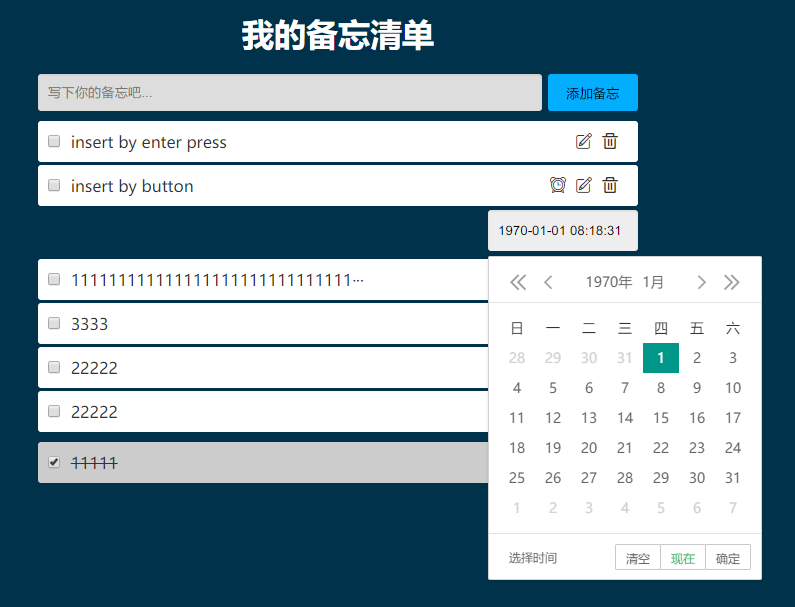 我的备忘清单
写下你的备忘吧... 添加备忘
insert by enter press
insert by button
1970-01-01 08:18:31
111111111111111111111111111111···
1970年 1月
3333
日 一 二 三 四 五 六
28 29 30 31 1 2 3
22222
4 5 6 7 8 9 10
22222
11 12 13 14 15 16 17
18 19 20 21 22 23 24
11111
25 26 27 28 29 30 31
1 2 3 4 5 6 7
选择时间 清空 现在 确定